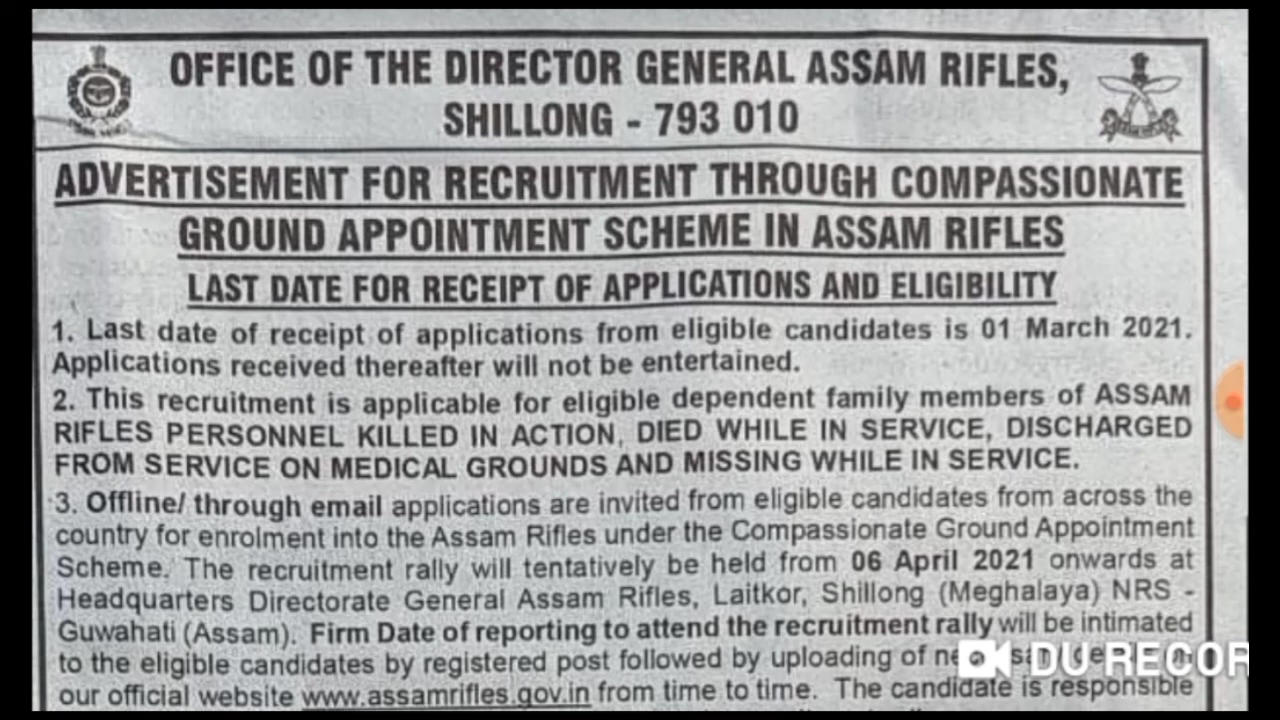 OFFICE OF THE DIRECTOR GENERAL ASSAM RIFLES,
SHILLONG - 793 010
ADVERTISEMENT FOR RECRUITMENT THROUGH COMPASSIONATE
GROUND APPOINTMENT SCHEME IN ASSAM RIFLES
LAST DATE FOR RECEIPT OF APPLICATIONS AND ELIGIBILITY
1. Last date of receipt of applications from eligible candidates is 01 March 2021.
Applications received thereafter will not be entertained.
2. This recruitment is applicable for eligible dependent family members of ASSAM
RIFLES PERSONNEL KILLED IN ACTION, DIED WHILE IN SERVICE, DISCHARGED
FROM SERVICE ON MEDICAL GROUNDS AND MISSING WHILE IN SERVICE.
3. Offline/ through email applications are invited from eligible candidates from across the
country for enrolment into the Assam Rifles under the Compassionate Ground Appointment
Scheme. The recruitment rally will tentatively be held from 06 April 2021 onwards at
Headquarters Directorate General Assam Rifles, Laitkor, Shillong (Meghalaya) NRS -
Guwahati (Assam). Firm Date of reporting to attend the recruitment rally will be intimated
to the eligible candidates by registered post followed by uploading of
DU RECOR
our official website www.assamrifles.gov.in from time to time. The candidate is responsible